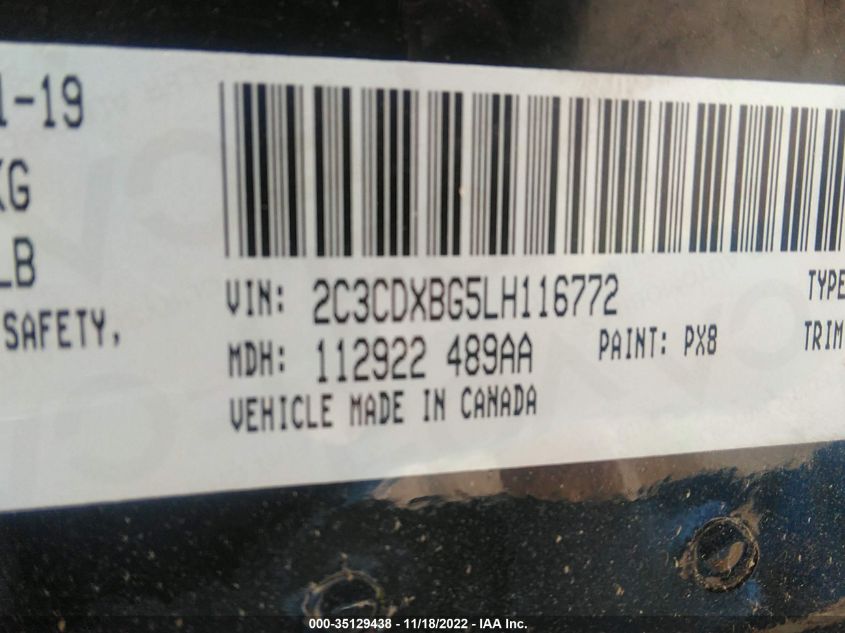 1-19
KG
LB
SAFETY,
VIN: 2C3CDXBG5LH116772
TYPE
MDH: 112922 489AA
PAINT: PX8
TRIM
VEHICLE MADE IN CANADA
000-35129438 - 11/18/2022 - IAA Inc.